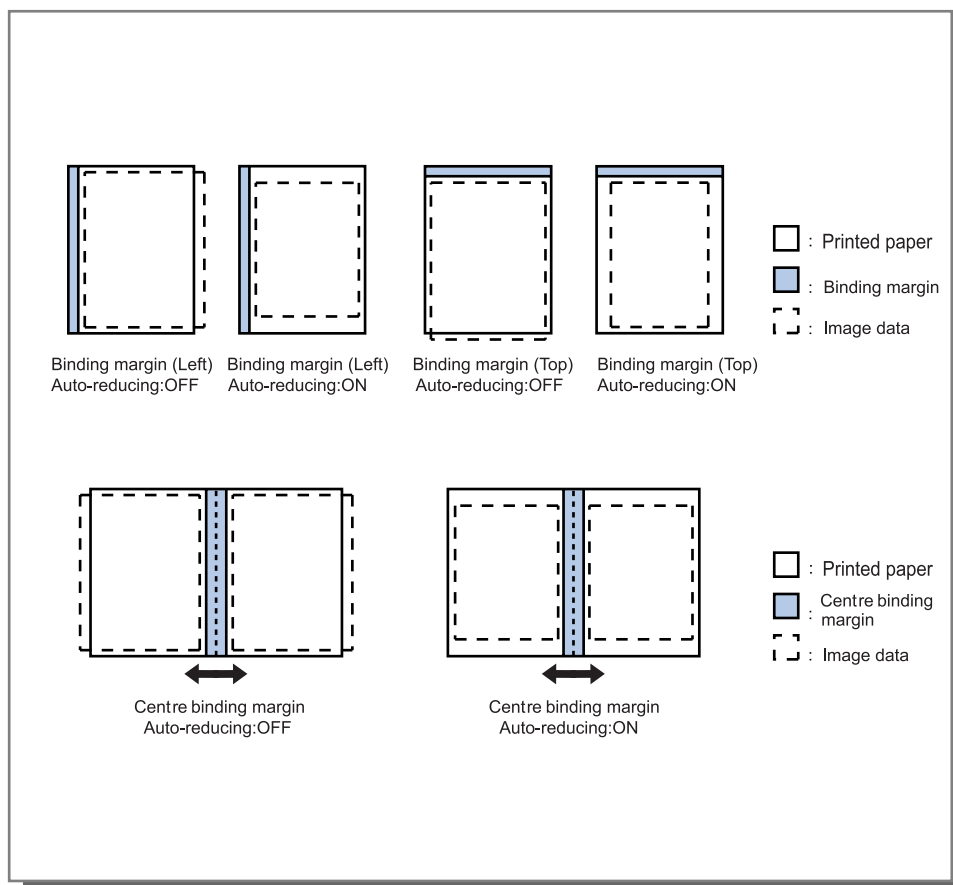 Binding margin (Left)
Auto-reducing:OFF
Binding margin (Left)
Auto-reducing:ON
Binding margin (Top)
Auto-reducing:OFF
Binding margin (Top)
Auto-reducing:ON
: Printed paper
: Binding margin
: Image data
Centre binding margin
Auto-reducing:OFF
Centre binding margin
Auto-reducing:ON
: Printed paper
: Centre binding
margin
: Image data